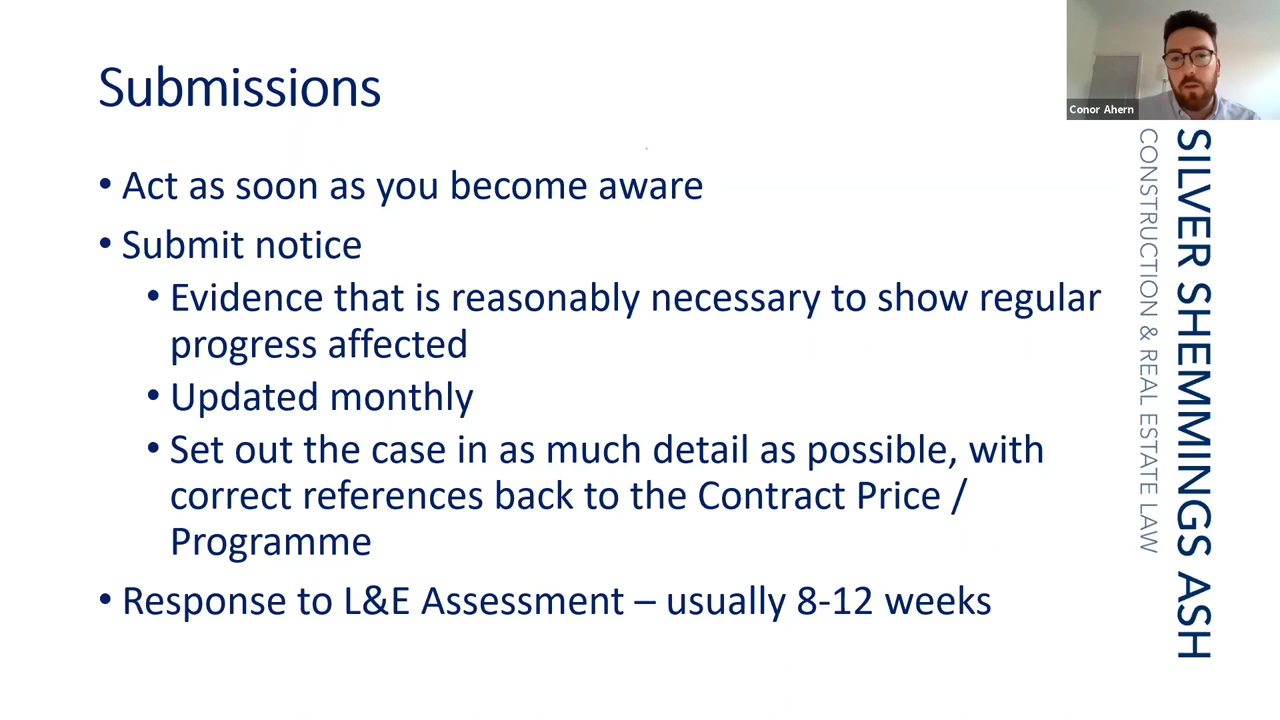 Submissions
• Act as soon as you become aware
• Submit notice
• Evidence that is reasonably necessary to show regular
progress affected
• Updated monthly
• Set out the case in as much detail as possible, with
correct references back to the Contract Price /
Programme
• Response to L&E Assessment – usually 8-12 weeks
Conor Ahern
SILVER SHEMMINGS ASH
CONSTRUCTION & REAL ESTATE LAW